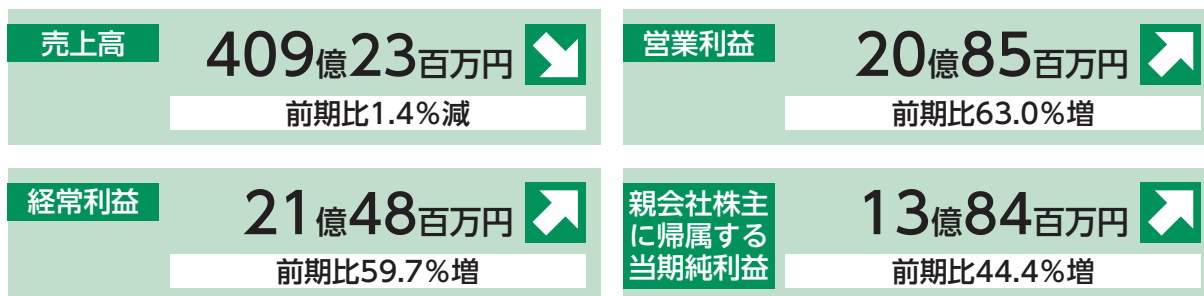 売上高
409億23百万円
前期比1.4%減
営業利益
20億85百万円
前期比63.0%増
経常利益
21億48百万円
前期比59.7%増
親会社株主
に帰属する
当期純利益
13億84百万円
前期比44.4%増